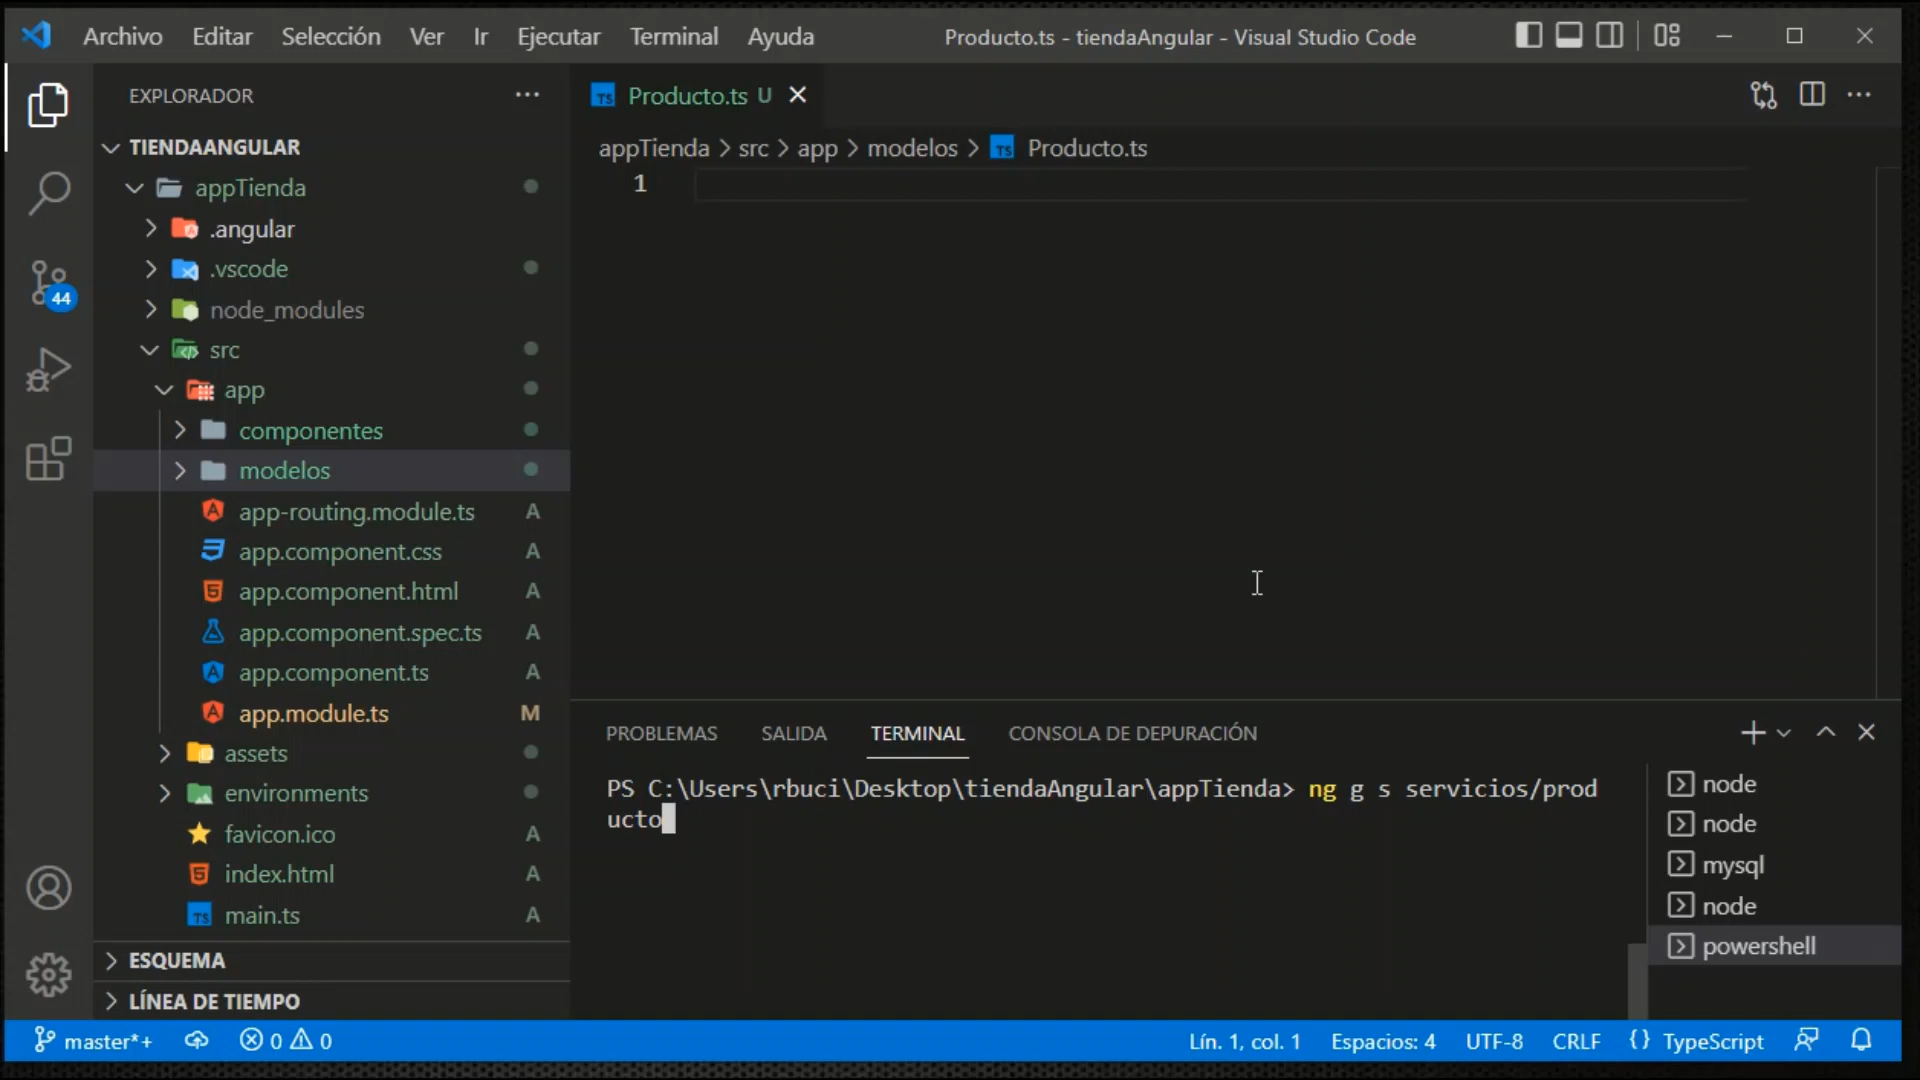 Archivo Editar Selección Ver Ir Ejecutar Terminal Ayuda
Producto.ts - tiendaAngular - Visual Studio Code
EXPLORADOR
Producto.ts U
TIENDAANGULAR
appTienda > src > app > modelos > Producto.ts
appTienda
1
.angular
.vscode
44
node_modules
src
app
componentes
modelos
app-routing.module.ts A
app.component.css A
app.component.html A
app.component.spec.ts A
app.component.ts A
app.module.ts M
assets
environments
favicon.ico A
index.html A
main.ts A
ESQUEMA
LÍNEA DE TIEMPO
PROBLEMAS SALIDA TERMINAL CONSOLA DE DEPURACIÓN
PS C:\Users\rbuci\Desktop\tiendaAngular\appTienda> ng g s servicios/prod
ucto
node
node
mysql
node
powershell
master*+ 0 0
Lín. 1, col. 1 Espacios: 4 UTF-8 CRLF {} TypeScript